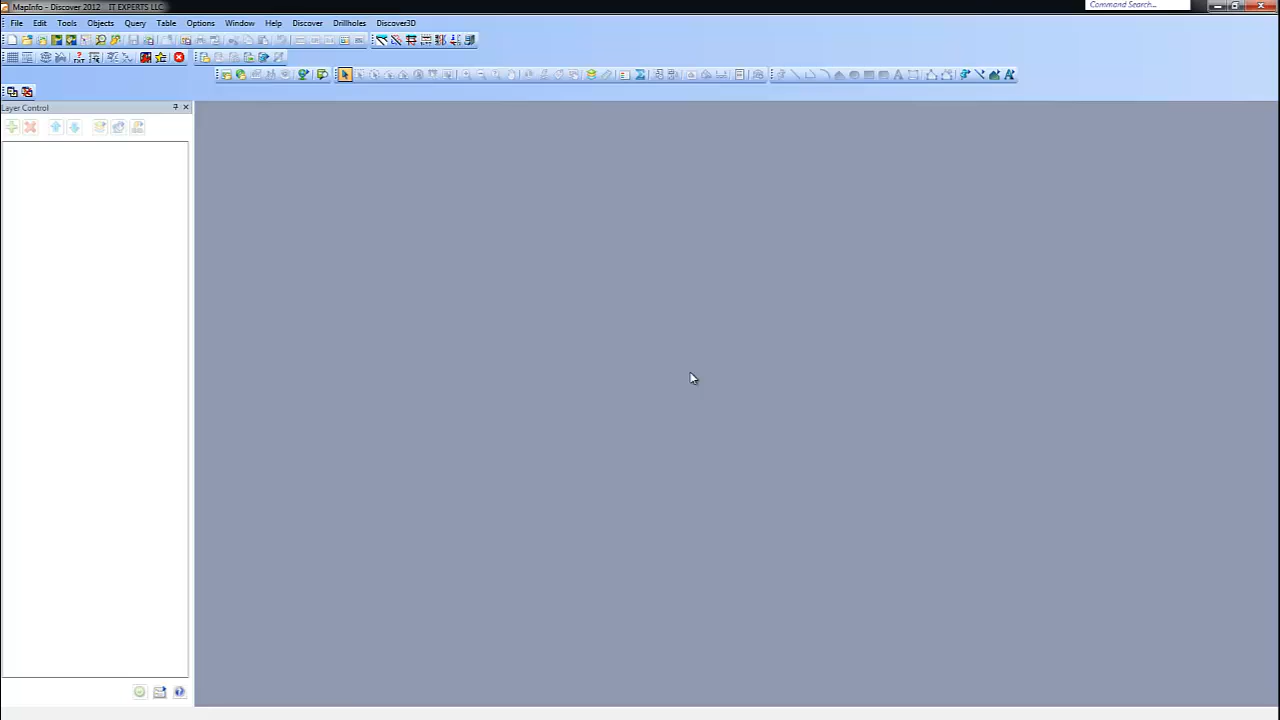 MapInfo - Discover 2012   IT EXPERTS LLC
Command Search...
File Edit Tools Objects Query Table Options Window Help Discover Drillholes Discover3D
Layer Control